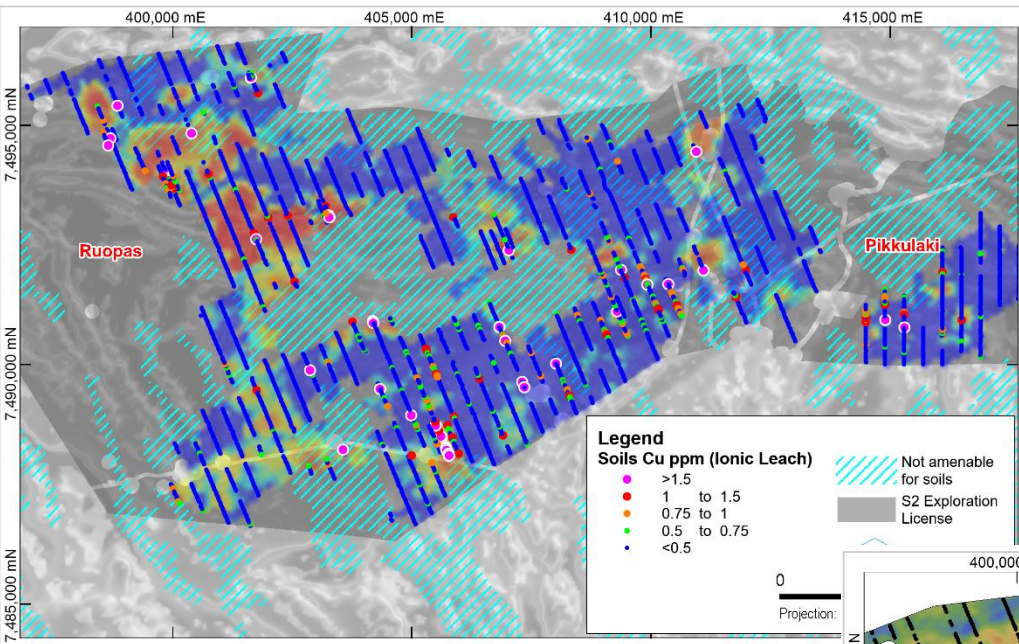 400,000 mE 405,000 mE 410,000 mE 415,000 mE
7,495,000 mN
Ruopas
Pikkulaki
7,490,000 mN
Legend
Soils Cu ppm (Ionic Leach)
>1.5
1 to 1.5
0.75 to 1
0.5 to 0.75
<0.5
Not amenable
for soils
S2 Exploration
License
0
Projection:
400,000
N
7,485,000 mN